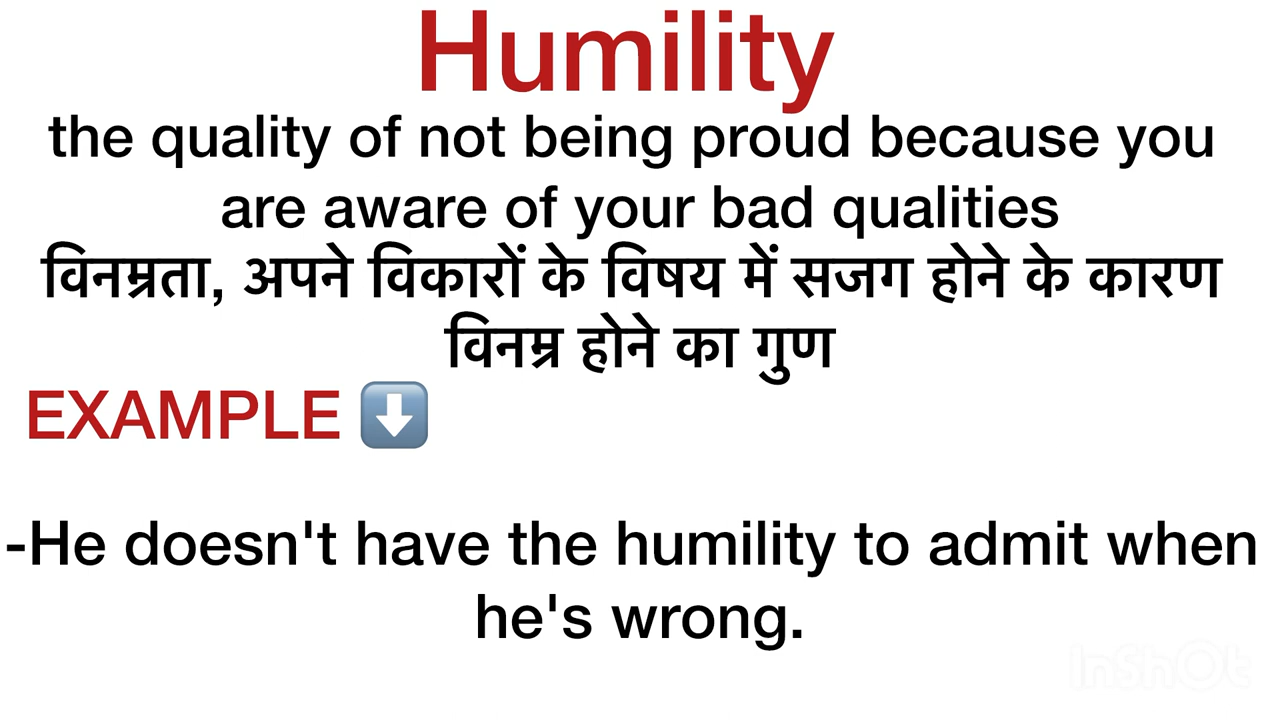 Humility
the quality of not being proud because you
are aware of your bad qualities
विनम्रता, अपने विकारों के विषय में सजग होने के कारण
विनम्र होने का गुण
EXAMPLE ⬇️
-He doesn't have the humility to admit when
he's wrong.
InShOt